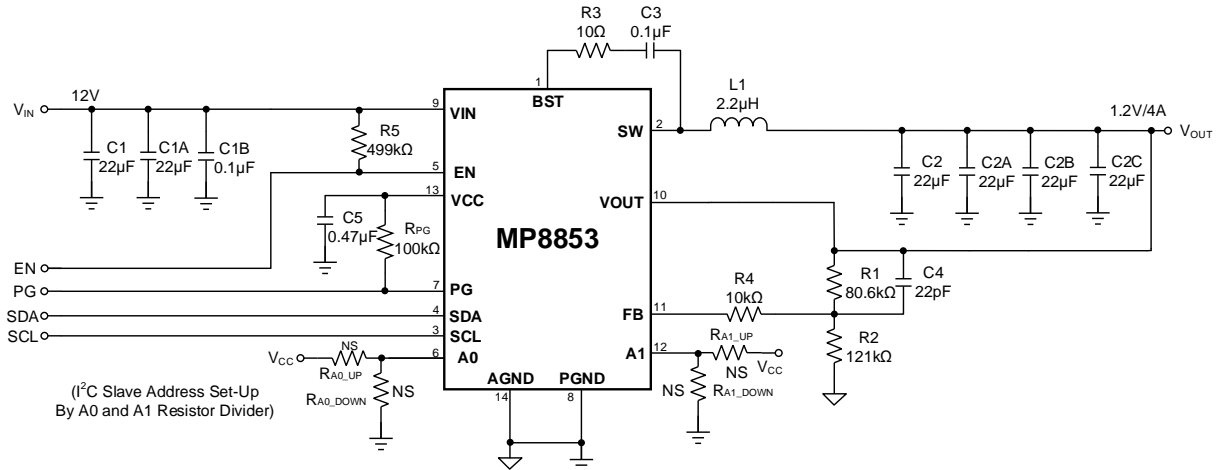 R3
10Ω
C3
0.1µF
1
BST
VIN
12V
9
VIN
C1
22µF
C1A
22µF
C1B
0.1µF
R5
499kΩ
5
EN
13
VCC
C5
0.47µF
RPG
100kΩ
EN
PG
7
PG
SDA
4
SDA
SCL
3
SCL
6
A0
VCC
NS
RA0_UP
RA0_DOWN
NS
(I2C Slave Address Set-Up
By A0 and A1 Resistor Divider)
MP8853
AGND
14
PGND
8
SW
2
L1
2.2µH
1.2V/4A
VOUT
C2
22µF
C2A
22µF
C2B
22µF
C2C
22µF
VOUT
10
R1
80.6kΩ
C4
22pF
FB
11
R4
10kΩ
R2
121kΩ
A1
12
RA1_UP
NS
VCC
NS
RA1_DOWN